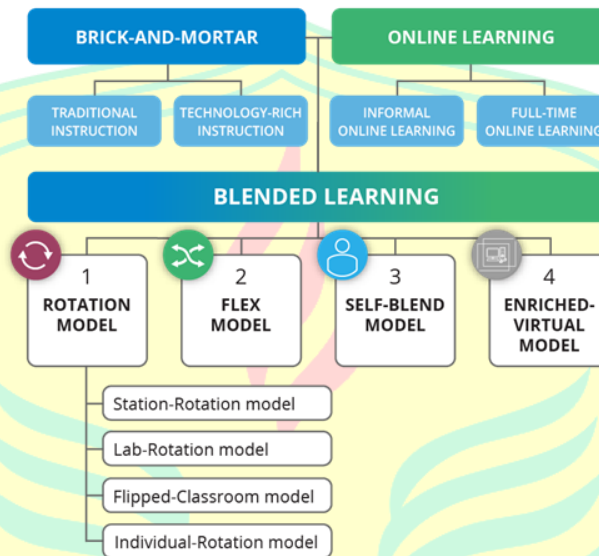 BRICK-AND-MORTAR
ONLINE LEARNING
TRADITIONAL
INSTRUCTION
TECHNOLOGY-RICH
INSTRUCTION
INFORMAL
ONLINE LEARNING
FULL-TIME
ONLINE LEARNING
BLENDED LEARNING
1
ROTATION
MODEL
2
FLEX
MODEL
3
SELF-BLEND
MODEL
4
ENRICHED-
VIRTUAL
MODEL
Station-Rotation model
Lab-Rotation model
Flipped-Classroom model
Individual-Rotation model